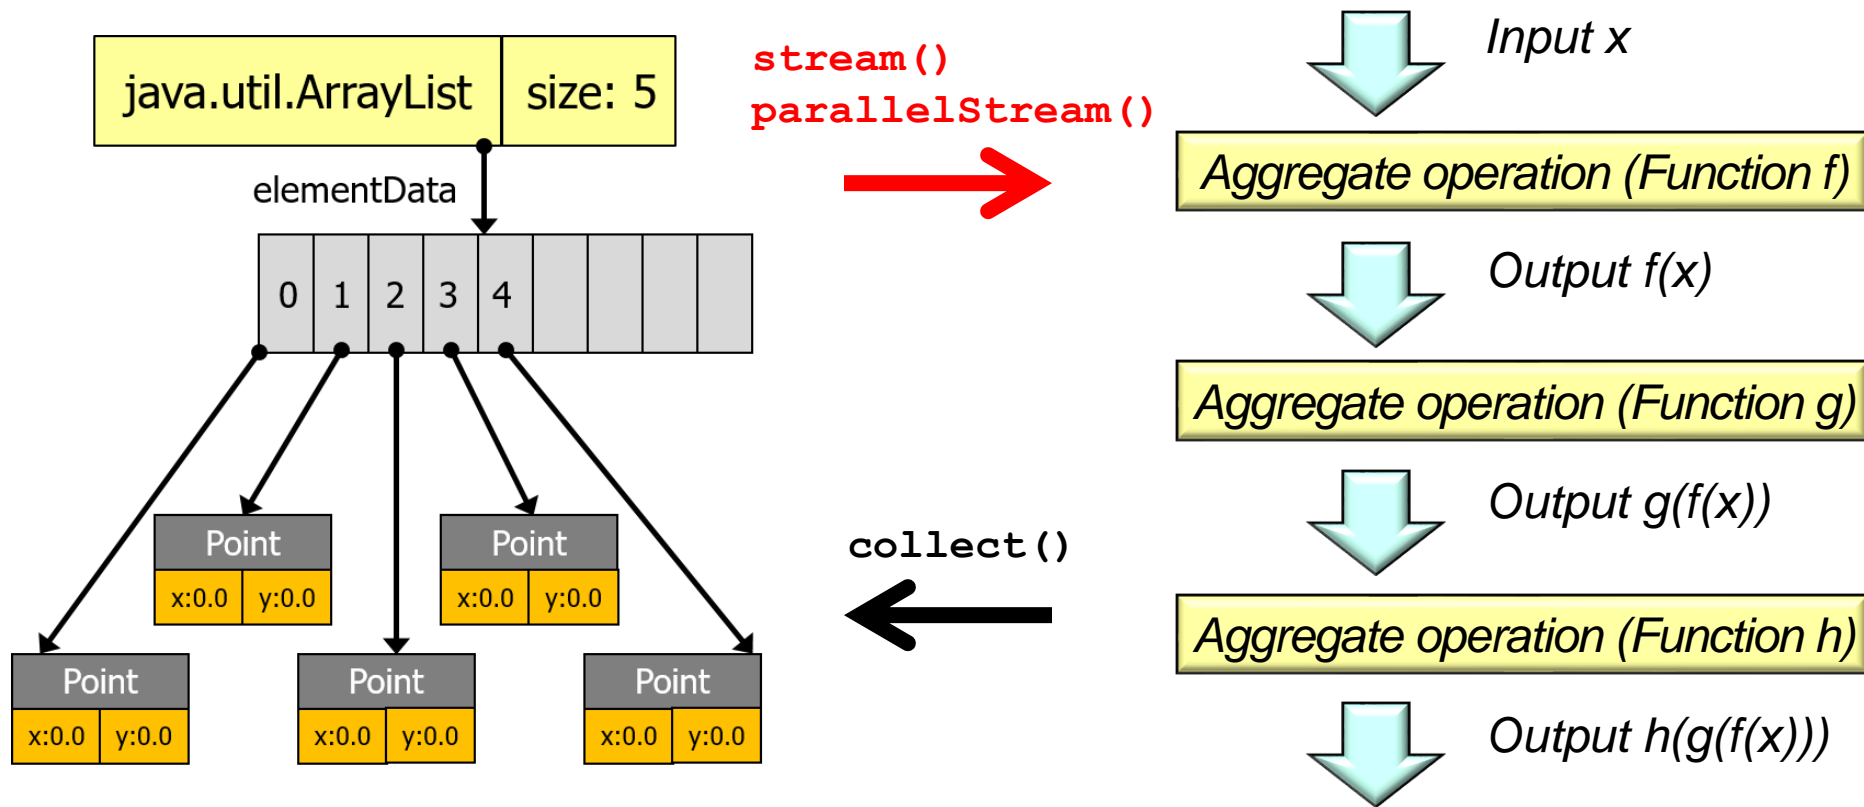 java.util.ArrayList size: 5
elementData
0 1 2 3 4
Point Point
x:0.0 y:0.0 x:0.0 y:0.0
Point Point Point
x:0.0 y:0.0 x:0.0 y:0.0 x:0.0 y:0.0
stream()
parallelStream()
collect()
Input x
Aggregate operation (Function f)
Output f(x)
Aggregate operation (Function g)
Output g(f(x))
Aggregate operation (Function h)
Output h(g(f(x)))